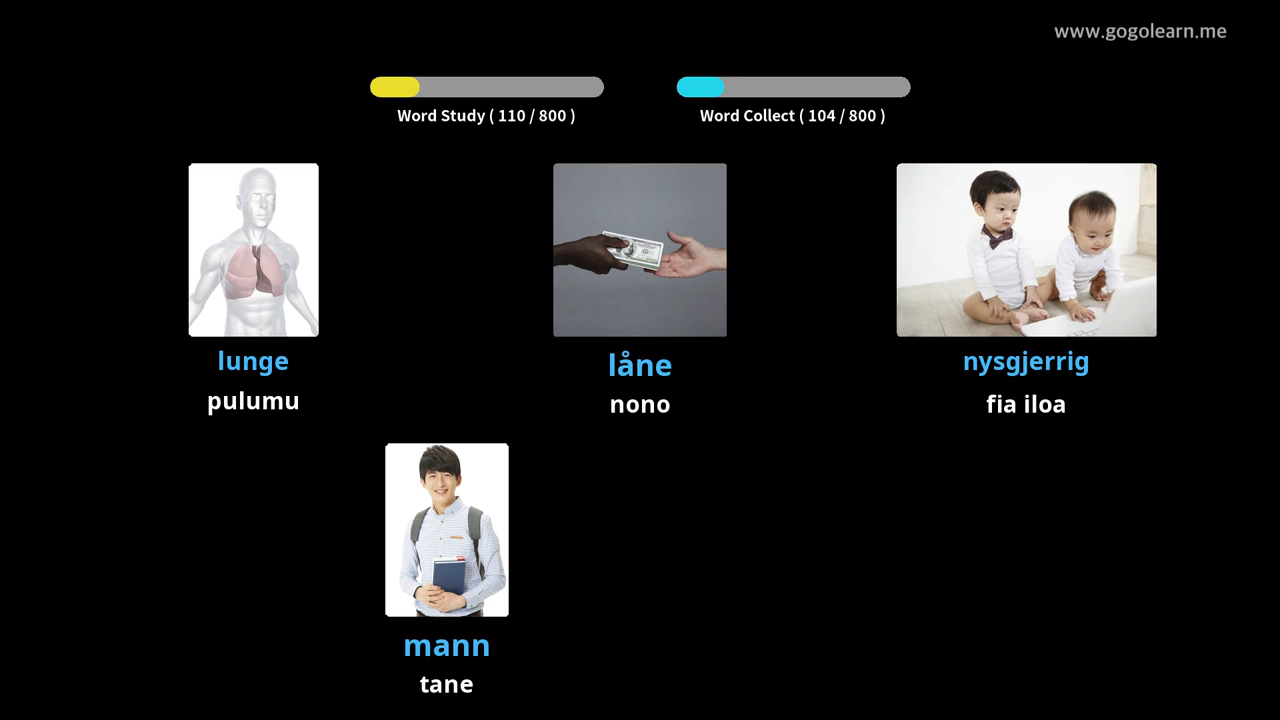 www.gogolearn.me
Word Study ( 110 / 800 )
Word Collect ( 104 / 800 )
lunge
låne
nysgjerrig
pulumu
nono
fia iloa
mann
tane